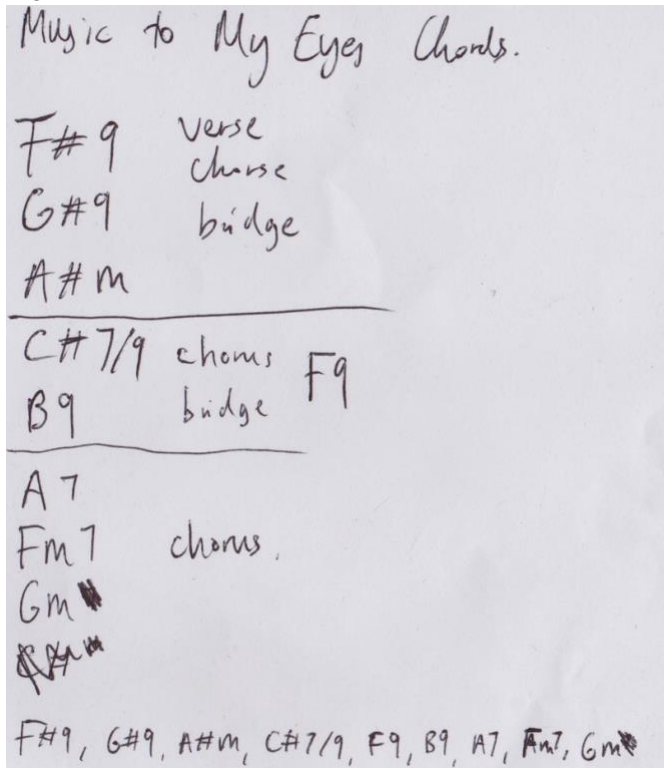 Music to My Eyes Chords.
F#9 verse
chorse
G#9 bridge
A#m
C#7/9 chorus F9
B9 bridge
A7
Fm7 chorus.
Gm
F#9, G#9, A#m, C#7/9, F9, B9, A7, Fm7, Gm